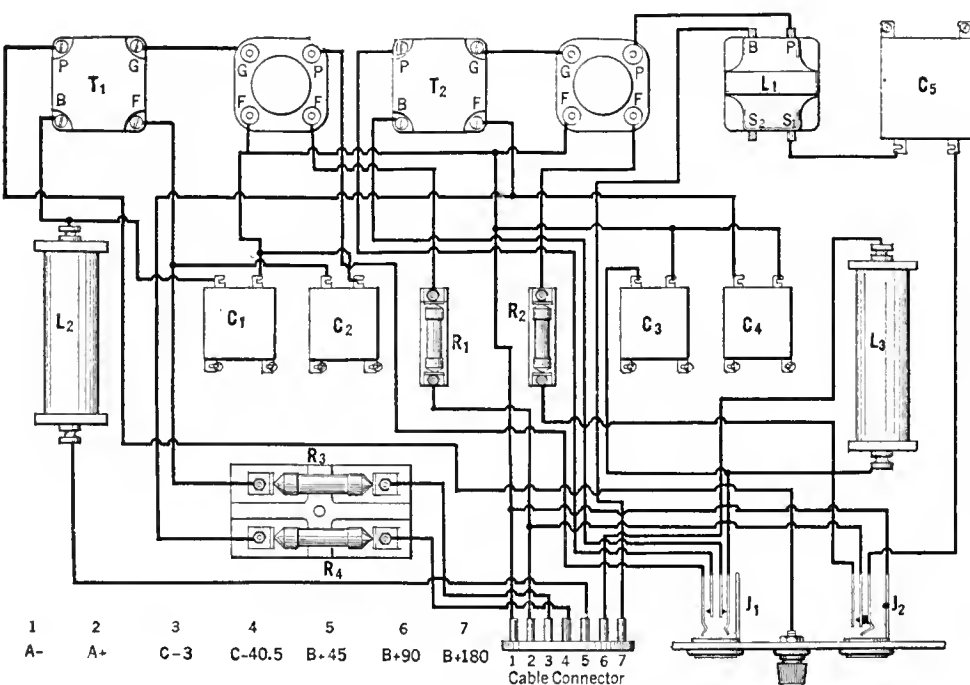 P G G P P G G P B P
T₁ T₂ L₁ C₅
B F F F B F F F S₂ S₁
L₂ C₁ C₂ R₁ R₂ C₃ C₄ L₃
R₃
R₄
J₁ J₂
1 2 3 4 5 6 7
A- A+ C-3 C-40.5 B+45 B+90 B+180
1 2 3 4 5 6 7
Cable Connector